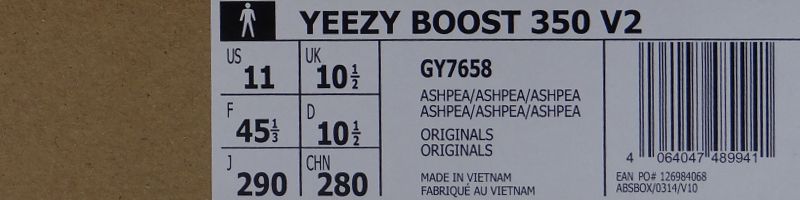 YEEZY BOOST 350 V2
US 11 UK 10 1/2
F 45 1/3 D 10 1/2
J 290 CHN 280
GY7658
ASHPEA/ASHPEA/ASHPEA
ASHPEA/ASHPEA/ASHPEA
ORIGINALS
ORIGINALS
MADE IN VIETNAM
FABRIQUÉ AU VIETNAM
4 064047 489941
EAN PO# 126984068
ABSBOX/0314/V10